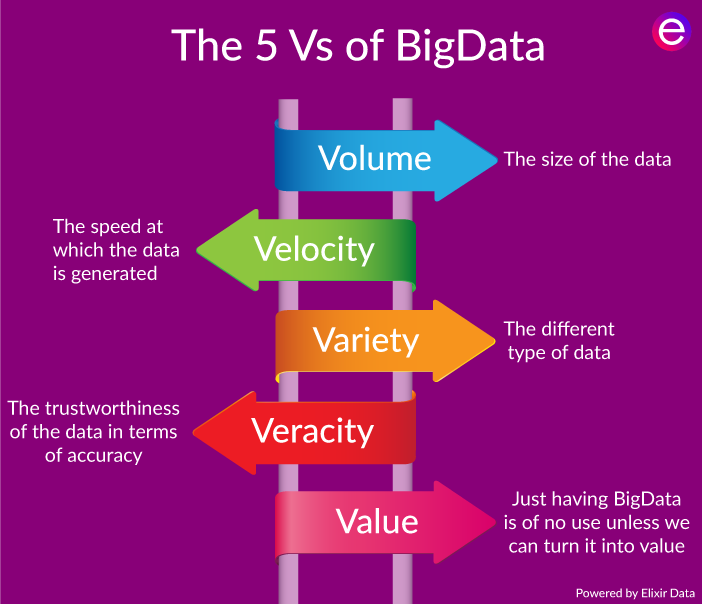 The 5 Vs of BigData
e
Volume
The size of the data
The speed at
which the data
is generated
Velocity
Variety
The different
type of data
The trustworthiness
of the data in terms
of accuracy
Veracity
Value
Just having BigData
is of no use unless we
can turn it into value
Powered by Elixir Data